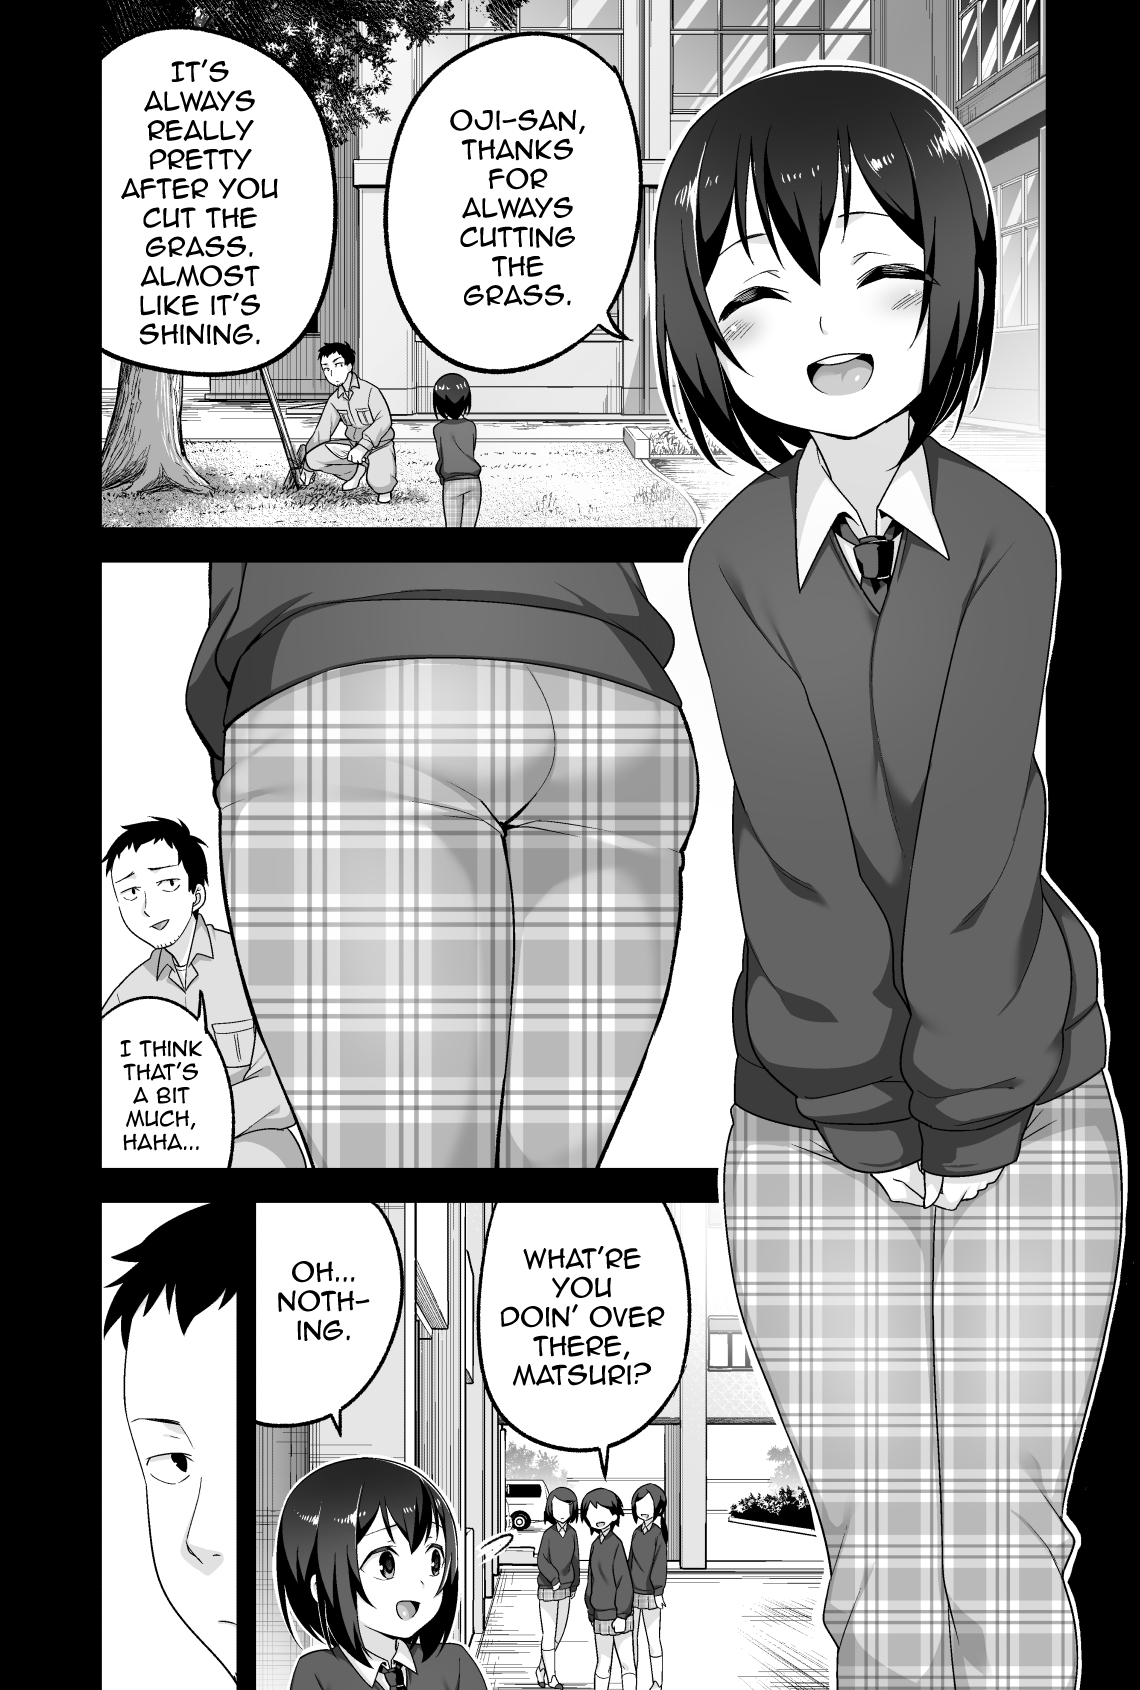 OJI-SAN,
THANKS
FOR
ALWAYS
CUTTING
THE
GRASS.
IT'S
ALWAYS
REALLY
PRETTY
AFTER YOU
CUT THE
GRASS.
ALMOST
LIKE IT'S
SHINING.
I THINK
THAT'S
A BIT
MUCH,
HAHA...
WHAT'RE
YOU
DOIN' OVER
THERE,
MATSURI?
OH...
NOTH-
ING.